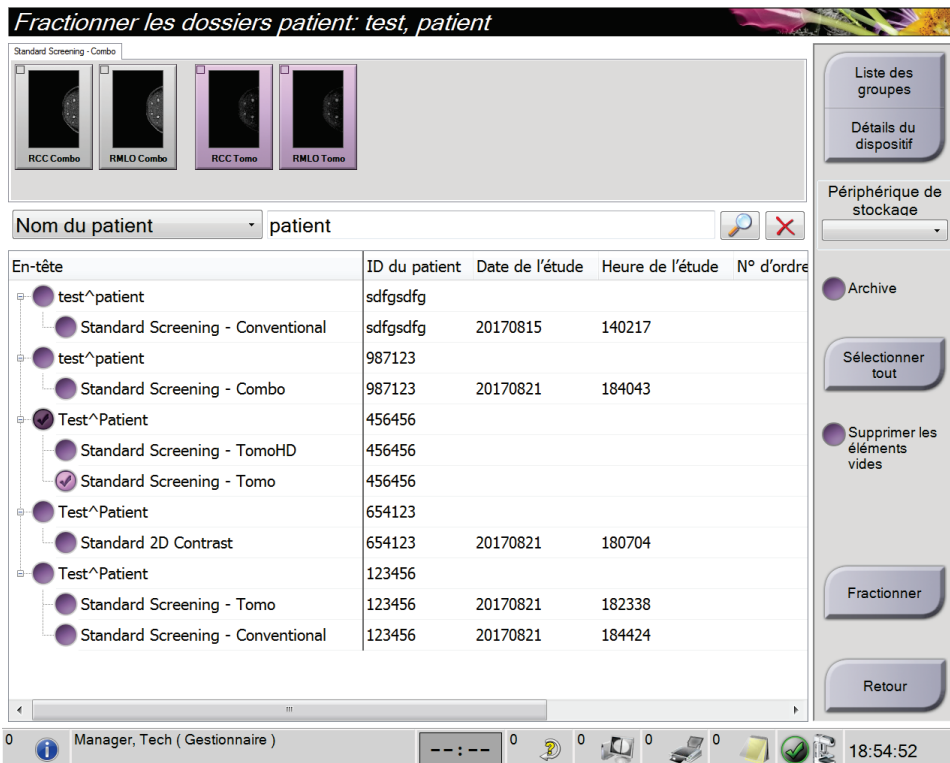 Fractionner les dossiers patient: test, patient
Standard Screening - Combo
RCC Combo
RMLO Combo
RCC Tomo
RMLO Tomo
Nom du patient
patient
En-tête ID du patient Date de l'étude Heure de l'étude N° d'ordre
test^patient sdfgsdfg
Standard Screening - Conventional sdfgsdfg 20170815 140217
test^patient 987123
Standard Screening - Combo 987123 20170821 184043
Test^Patient 456456
Standard Screening - TomoHD 456456
Standard Screening - Tomo 456456
Test^Patient 654123
Standard 2D Contrast 654123 20170821 180704
Test^Patient 123456
Standard Screening - Tomo 123456 20170821 182338
Standard Screening - Conventional 123456 20170821 184424
Liste des
groupes
Détails du
dispositif
Périphérique de
stockage
Archive
Sélectionner
tout
Supprimer les
éléments
vides
Fractionner
Retour
0 Manager, Tech ( Gestionnaire ) --:-- 0 0 0 0 18:54:52